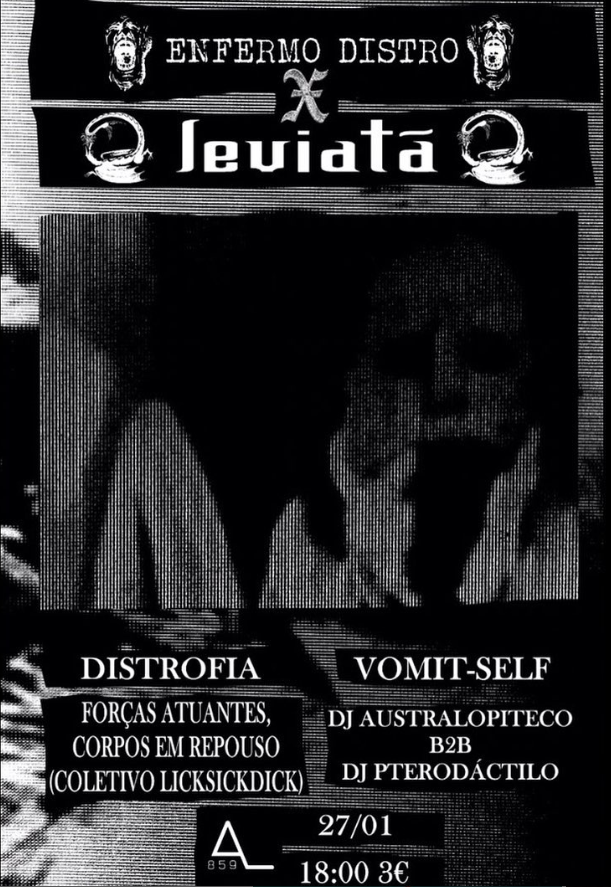 ENFERMO DISTRO
X
leviatã
DISTROFIA
FORÇAS ATUANTES,
CORPOS EM REPOUSO
(COLETIVO LICKSICKDICK)
VOMIT-SELF
DJ AUSTRALOPITECO
B2B
DJ PTERODÁCTILO
AL
859
27/01
18:00 3€